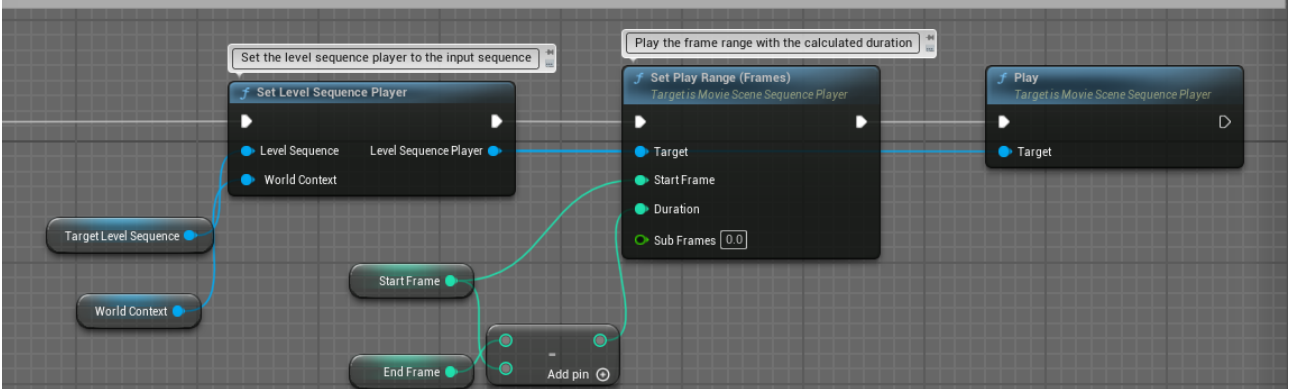 Set the level sequence player to the input sequence
Play the frame range with the calculated duration
f Set Level Sequence Player
f Set Play Range (Frames)
Target is Movie Scene Sequence Player
f Play
Target is Movie Scene Sequence Player
Level Sequence Level Sequence Player
World Context
Target
Start Frame
Duration
Sub Frames 0.0
Target
Target Level Sequence
World Context
Start Frame
End Frame
-
Add pin